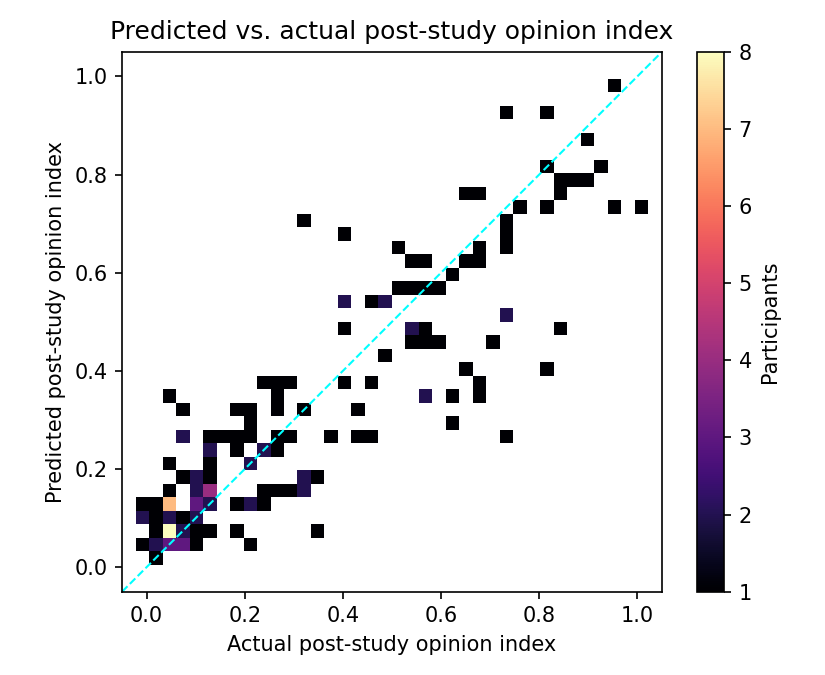 Predicted vs. actual post-study opinion index
Predicted post-study opinion index
1.0
0.8
0.6
0.4
0.2
0.0
0.0 0.2 0.4 0.6 0.8 1.0
Actual post-study opinion index
8
7
6
5
4
3
2
1
Participants